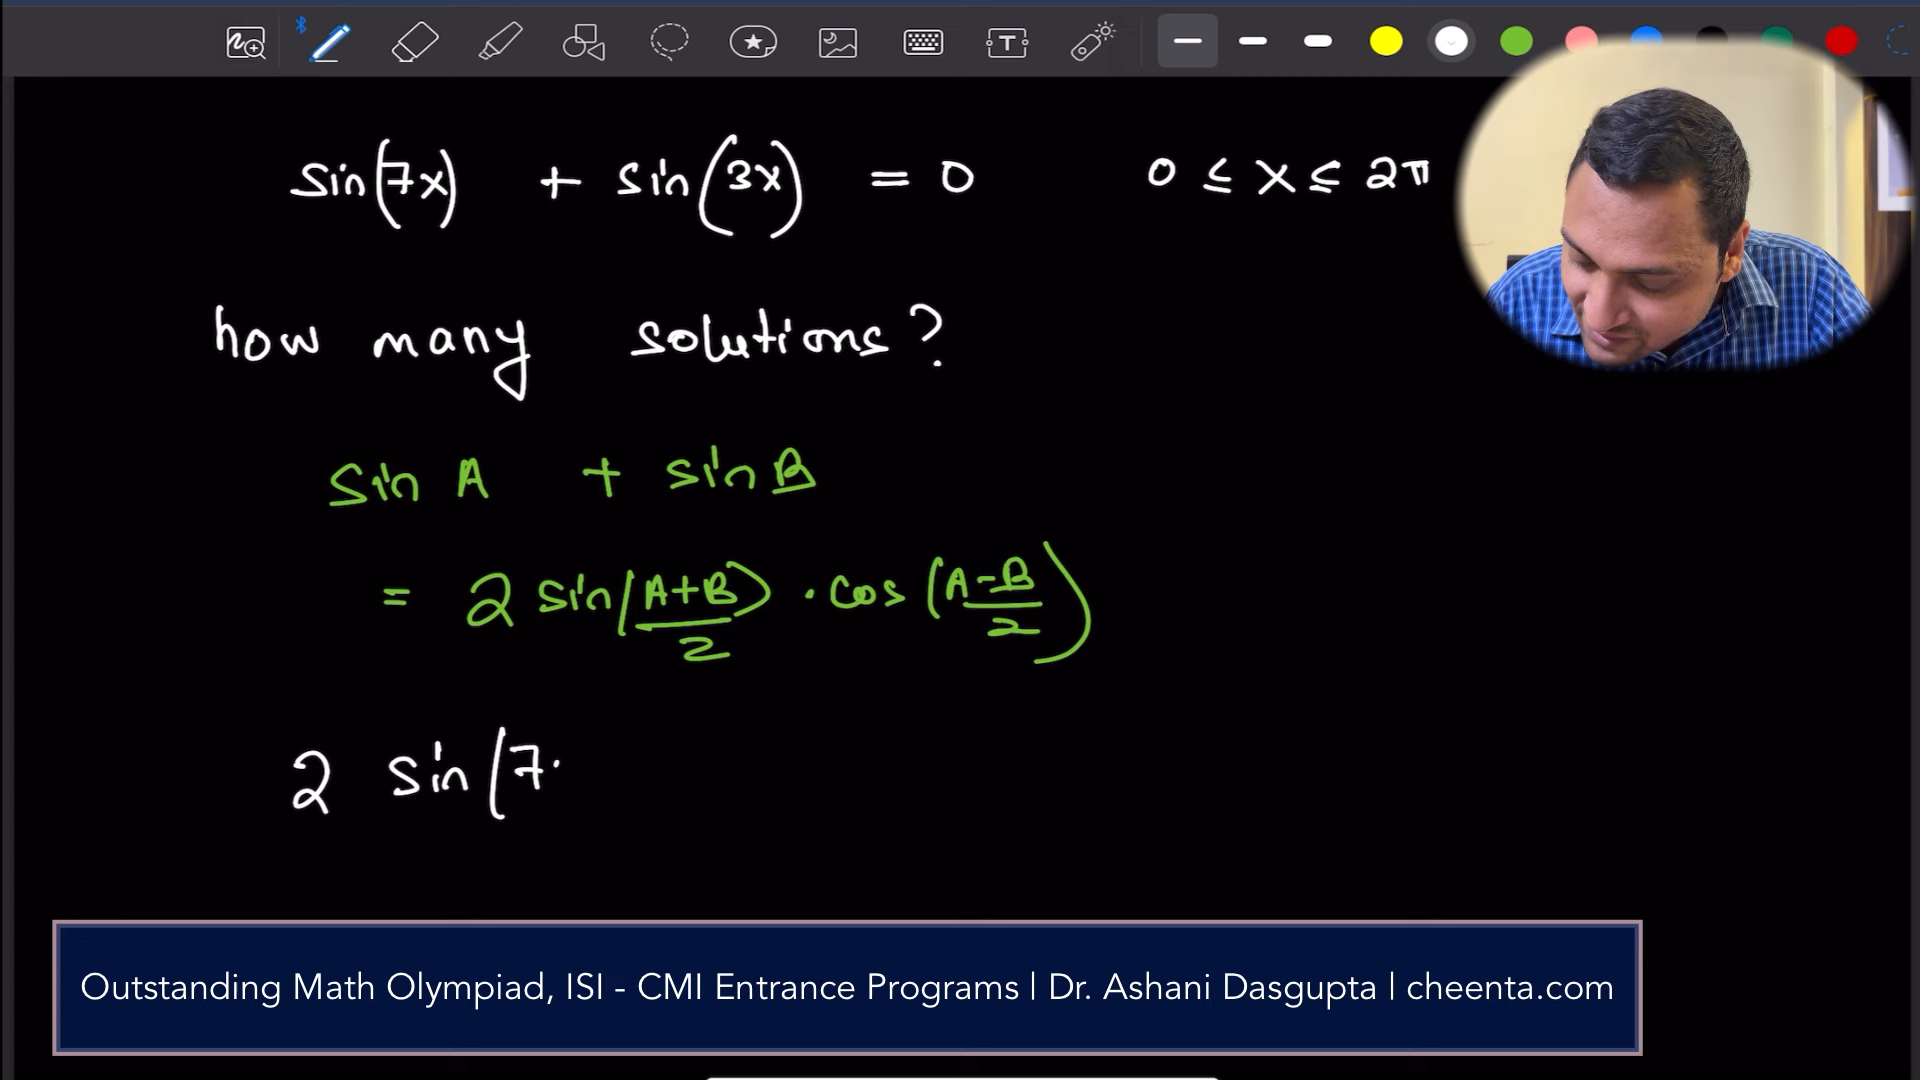 sin(7x) + sin(3x) = 0 0 ≤ x ≤ 2π
how many solutions?
sin A + sin B
= 2 sin(A+B/2) · cos(A-B/2)
2 sin(7·
Outstanding Math Olympiad, ISI - CMI Entrance Programs | Dr. Ashani Dasgupta | cheenta.com